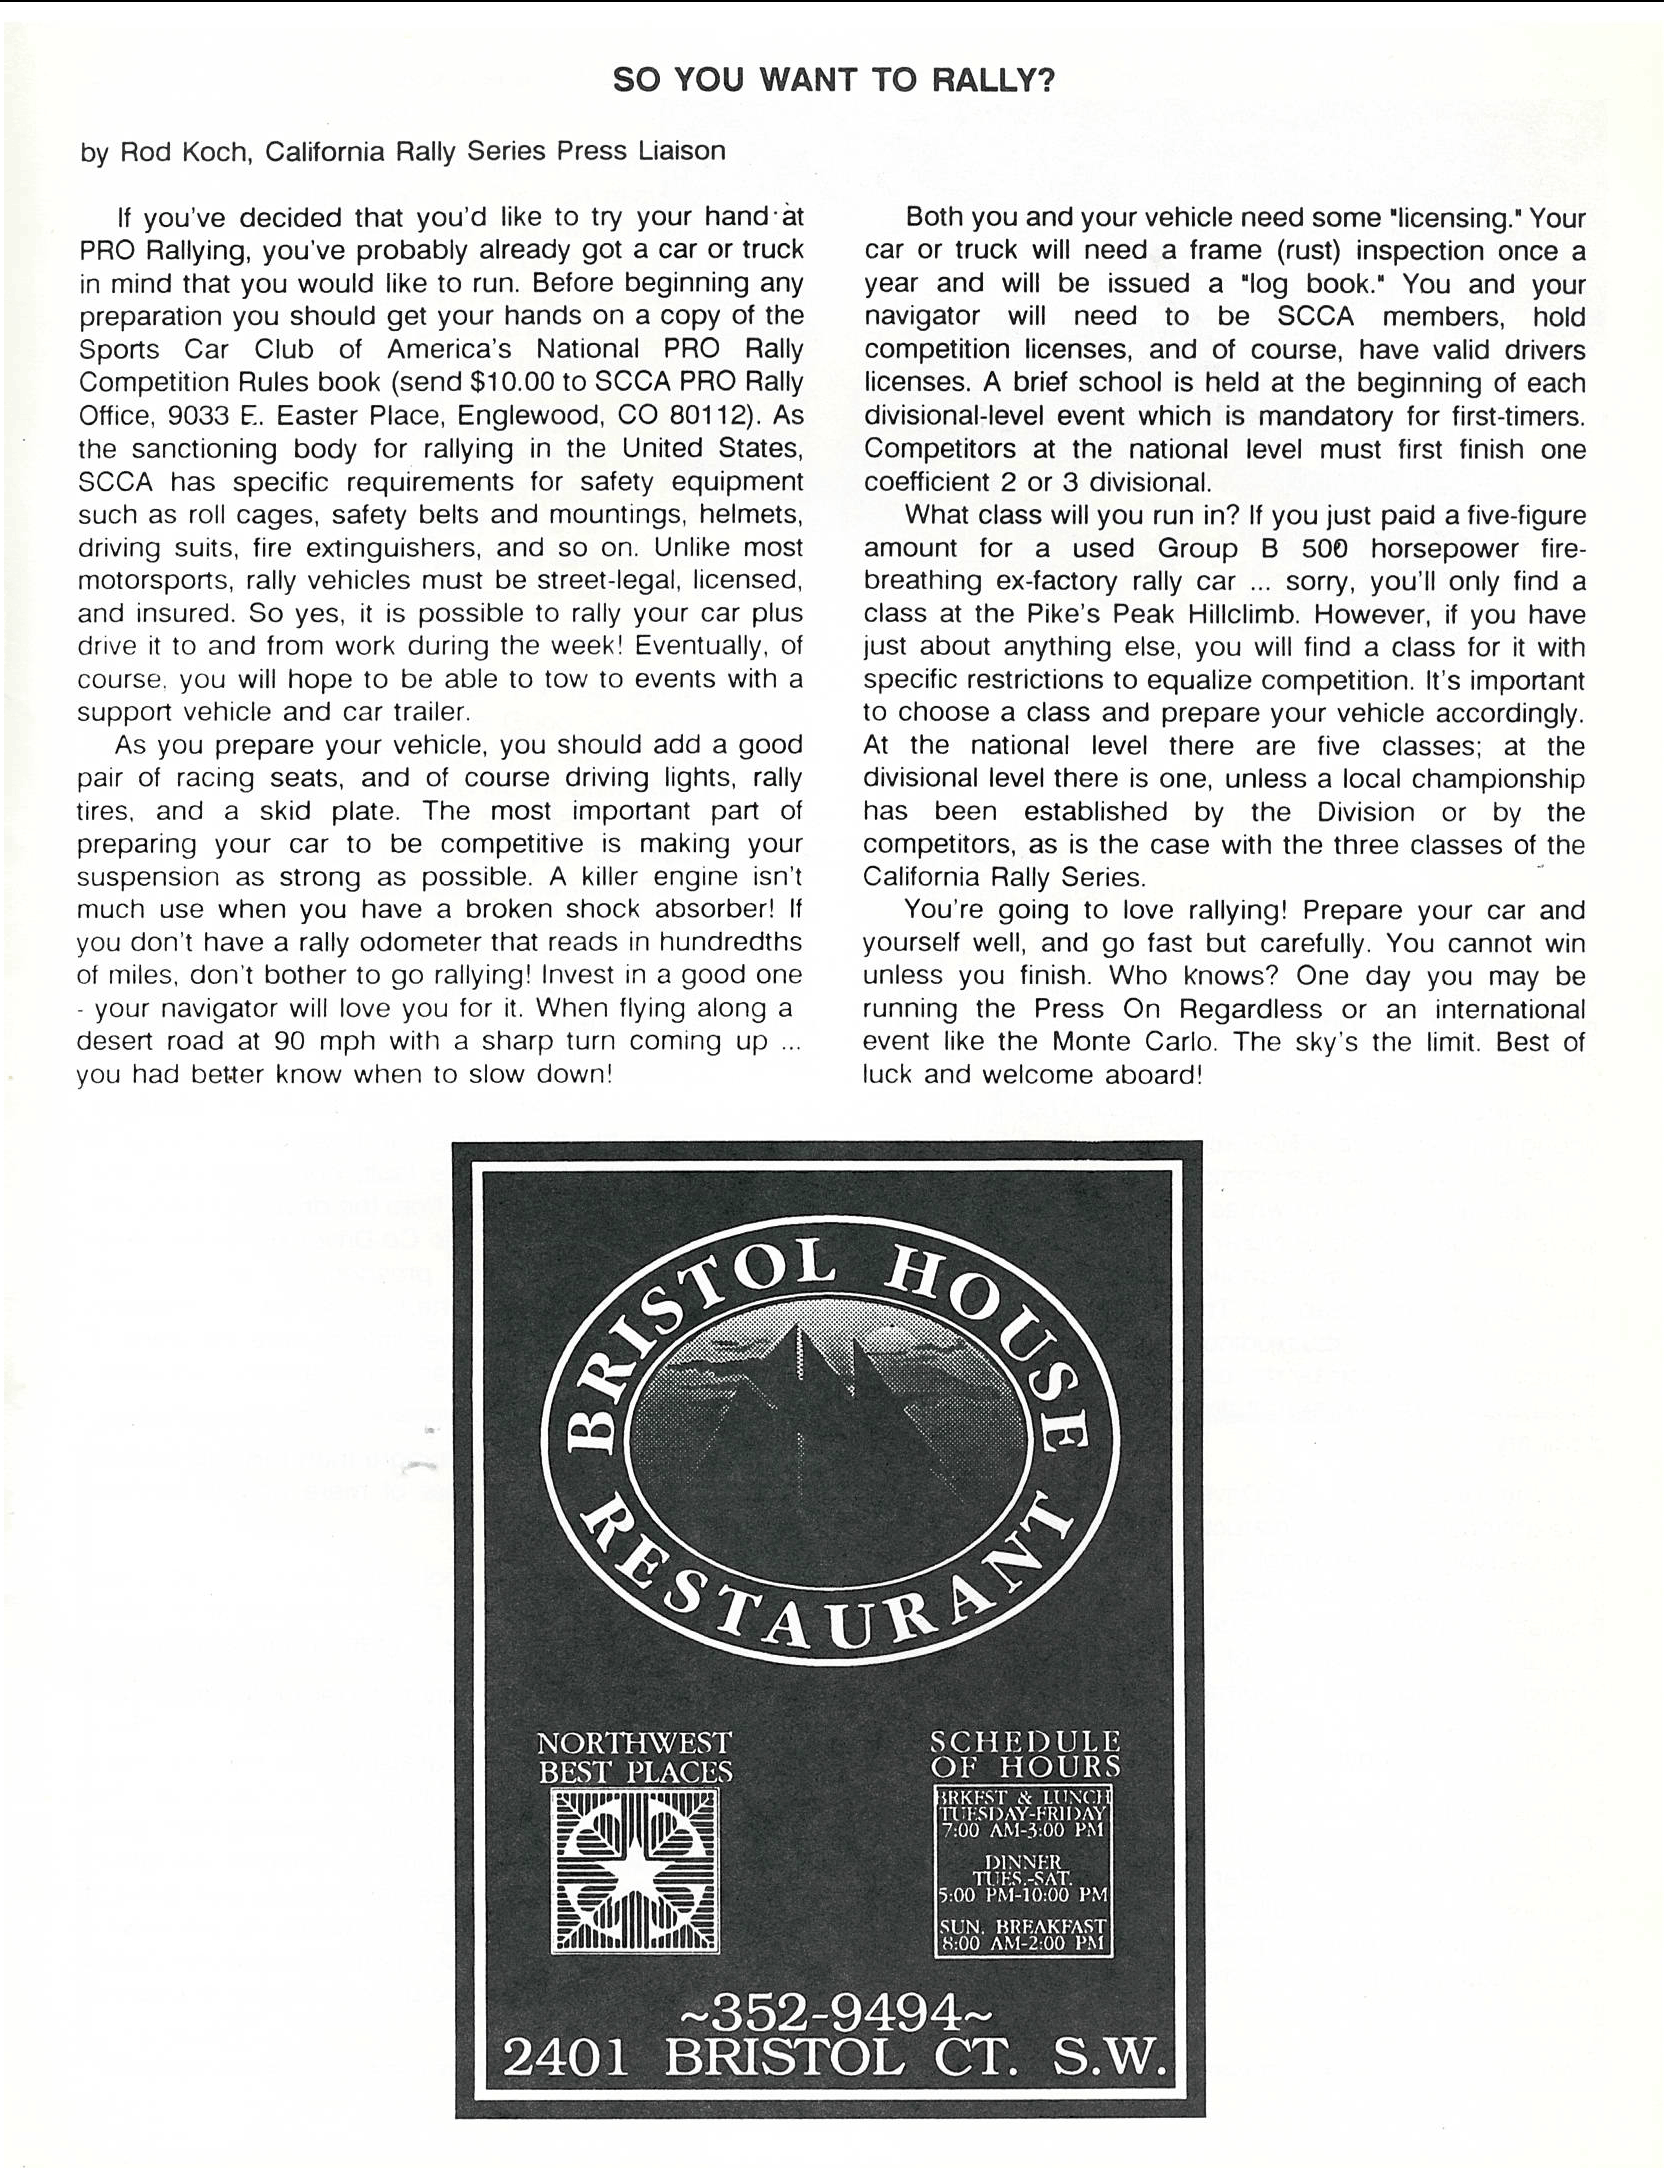 SO YOU WANT TO RALLY?
by Rod Koch, California Rally Series Press Liaison
If you've decided that you'd like to try your hand at
PRO Rallying, you've probably already got a car or truck
in mind that you would like to run. Before beginning any
preparation you should get your hands on a copy of the
Sports Car Club of America's National PRO Rally
Competition Rules book (send $10.00 to SCCA PRO Rally
Office, 9033 E. Easter Place, Englewood, CO 80112). As
the sanctioning body for rallying in the United States,
SCCA has specific requirements for safety equipment
such as roll cages, safety belts and mountings, helmets,
driving suits, fire extinguishers, and so on. Unlike most
motorsports, rally vehicles must be street-legal, licensed,
and insured. So yes, it is possible to rally your car plus
drive it to and from work during the week! Eventually, of
course, you will hope to be able to tow to events with a
support vehicle and car trailer.
As you prepare your vehicle, you should add a good
pair of racing seats, and of course driving lights, rally
tires, and a skid plate. The most important part of
preparing your car to be competitive is making your
suspension as strong as possible. A killer engine isn't
much use when you have a broken shock absorber! If
you don't have a rally odometer that reads in hundredths
of miles, don't bother to go rallying! Invest in a good one
- your navigator will love you for it. When flying along a
desert road at 90 mph with a sharp turn coming up ...
you had better know when to slow down!
Both you and your vehicle need some "licensing." Your
car or truck will need a frame (rust) inspection once a
year and will be issued a "log book." You and your
navigator will need to be SCCA members, hold
competition licenses, and of course, have valid drivers
licenses. A brief school is held at the beginning of each
divisional-level event which is mandatory for first-timers.
Competitors at the national level must first finish one
coefficient 2 or 3 divisional.
What class will you run in? If you just paid a five-figure
amount for a used Group B 500 horsepower fire-
breathing ex-factory rally car ... sorry, you'll only find a
class at the Pike's Peak Hillclimb. However, if you have
just about anything else, you will find a class for it with
specific restrictions to equalize competition. It's important
to choose a class and prepare your vehicle accordingly.
At the national level there are five classes; at the
divisional level there is one, unless a local championship
has been established by the Division or by the
competitors, as is the case with the three classes of the
California Rally Series.
You're going to love rallying! Prepare your car and
yourself well, and go fast but carefully. You cannot win
unless you finish. Who knows? One day you may be
running the Press On Regardless or an international
event like the Monte Carlo. The sky's the limit. Best of
luck and welcome aboard!
BRISTOL HOUSE
RESTAURANT
NORTHWEST
BEST PLACES
SCHEDULE
OF HOURS
BRKFST & LUNCH
TUESDAY-FRIDAY
7:00 AM-3:00 PM
DINNER
TUES.-SAT.
5:00 PM-10:00 PM
SUN. BREAKFAST
8:00 AM-2:00 PM
~352-9494~
2401 BRISTOL CT. S.W.